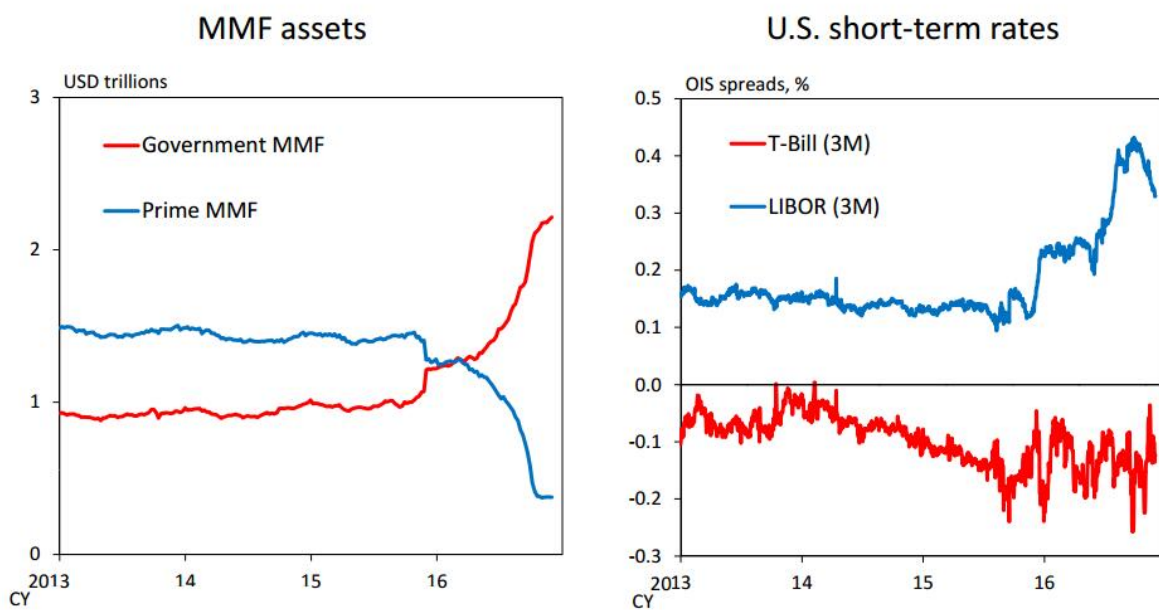 MMF assets
USD trillions
3
Government MMF
Prime MMF
2
1
0
2013 14 15 16
CY
U.S. short-term rates
OIS spreads, %
0.5
T-Bill (3M)
0.4
LIBOR (3M)
0.3
0.2
0.1
0.0
-0.1
-0.2
-0.3
2013 14 15 16
CY